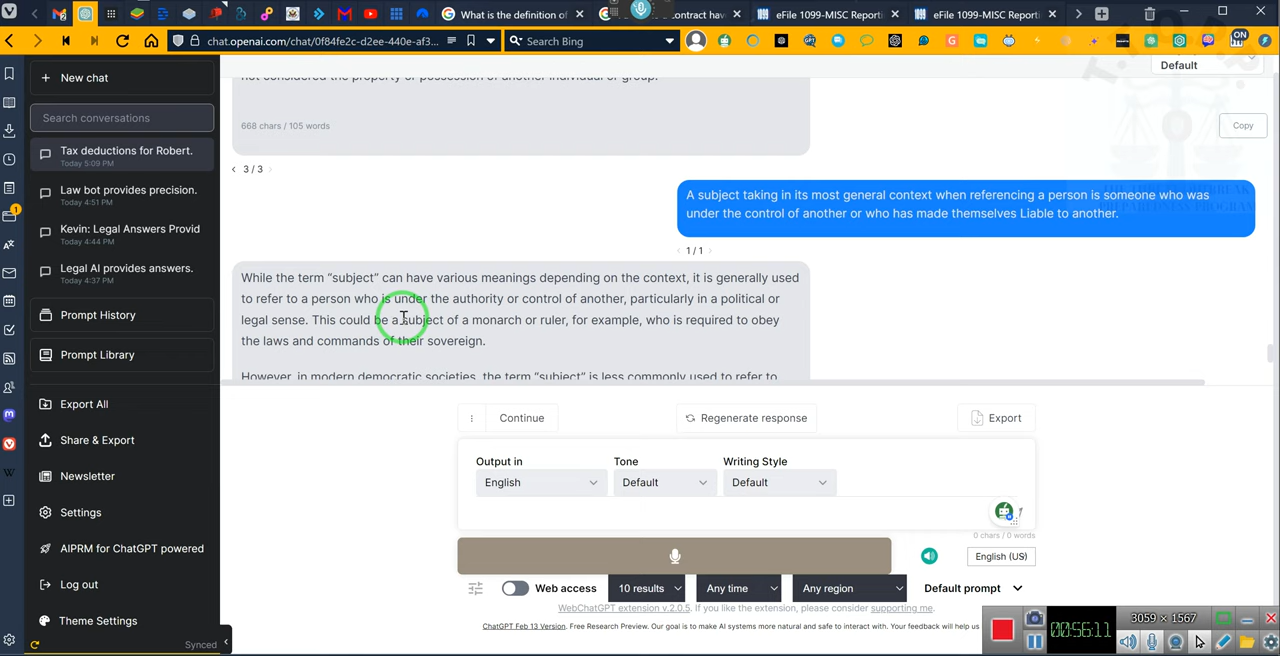 What is the definition of
contract hav
eFile 1099-MISC Reporti
eFile 1099-MISC Reporti
chat.openai.com/chat/0f84fe2c-d2ee-440e-af3...
Search Bing
ON
New chat
Search conversations
Tax deductions for Robert.
Today 5:09 PM
Law bot provides precision.
Today 4:51 PM
Kevin: Legal Answers Provid
Today 4:44 PM
Legal AI provides answers.
Today 4:37 PM
Prompt History
Prompt Library
Export All
Share & Export
Newsletter
Settings
AIPRM for ChatGPT powered
Log out
Theme Settings
Synced
Default
not considered the property or possession of another individual or group.
668 chars / 105 words
Copy
3 / 3
A subject taking in its most general context when referencing a person is someone who was
under the control of another or who has made themselves Liable to another.
1 / 1
While the term “subject” can have various meanings depending on the context, it is generally used
to refer to a person who is under the authority or control of another, particularly in a political or
legal sense. This could be a subject of a monarch or ruler, for example, who is required to obey
the laws and commands of their sovereign.
However, in modern democratic societies, the term “subject” is less commonly used to refer to
Continue
Regenerate response
Export
Output in
Tone
Writing Style
English
Default
Default
0 chars / 0 words
English (US)
Web access
10 results
Any time
Any region
Default prompt
WebChatGPT extension v.2.0.5. If you like the extension, please consider supporting me.
ChatGPT Feb 13 Version. Free Research Preview. Our goal is to make AI systems more natural and safe to interact with. Your feedback will help us
3059 × 1567
00:56:11